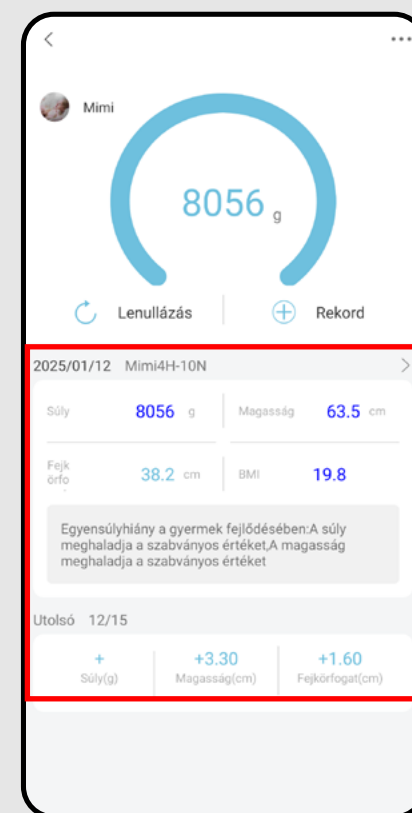 Mimi
8056 g
Lenullázás
Rekord
2025/01/12 Mimi4H-10N
Súly 8056 g
Magasság 63.5 cm
Fejk
örfo
38.2 cm
BMI 19.8
Egyensúlyhiány a gyermek fejlődésében:A súly
meghaladja a szabványos értéket,A magasság
meghaladja a szabványos értéket
Utolsó 12/15
+ +3.30 +1.60
Súly(g) Magasság(cm) Fejkörfogat(cm)